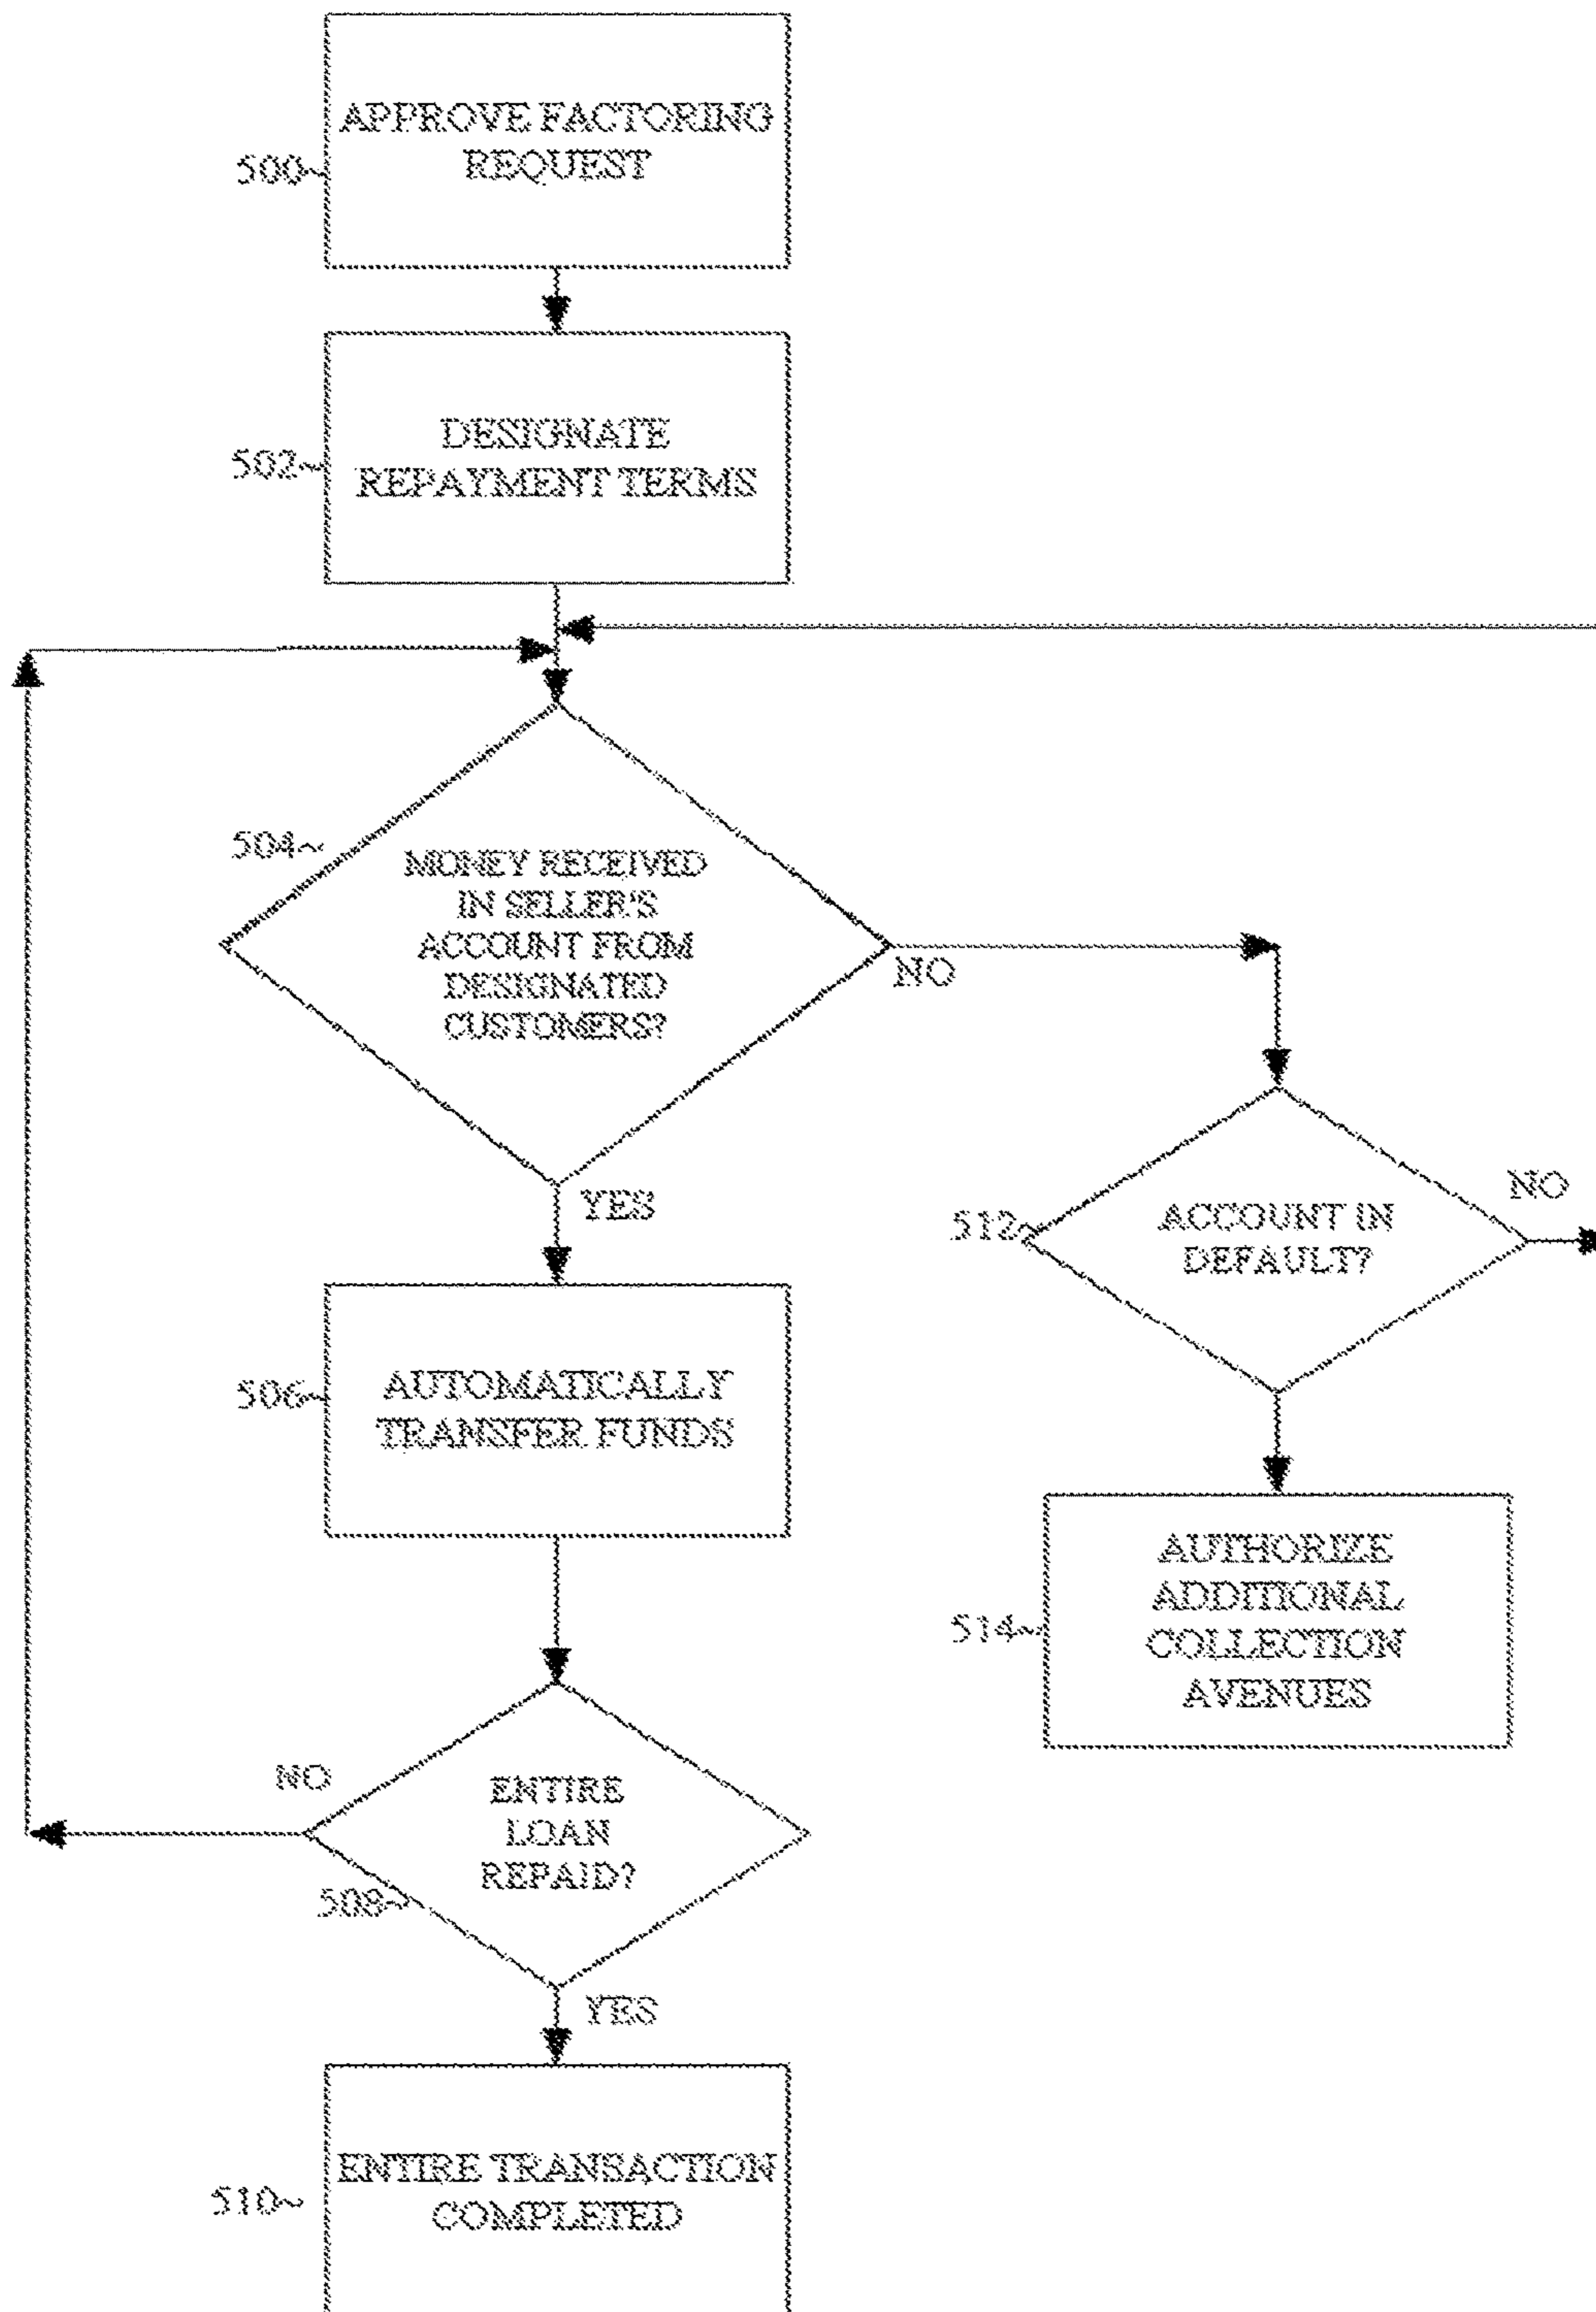 APPROVE FACTORING
REQUEST
500~
DESIGNATE
REPAYMENT TERMS
502~
504~
MONEY RECEIVED
IN SELLER'S
ACCOUNT FROM
DESIGNATED
CUSTOMERS?
NO
YES
512~
ACCOUNT IN
DEFAULT?
NO
506~
AUTOMATICALLY
TRANSFER FUNDS
514~
AUTHORIZE
ADDITIONAL
COLLECTION
AVENUES
NO
ENTIRE
LOAN
REPAID?
508~
YES
510~
ENTIRE TRANSACTION
COMPLETED